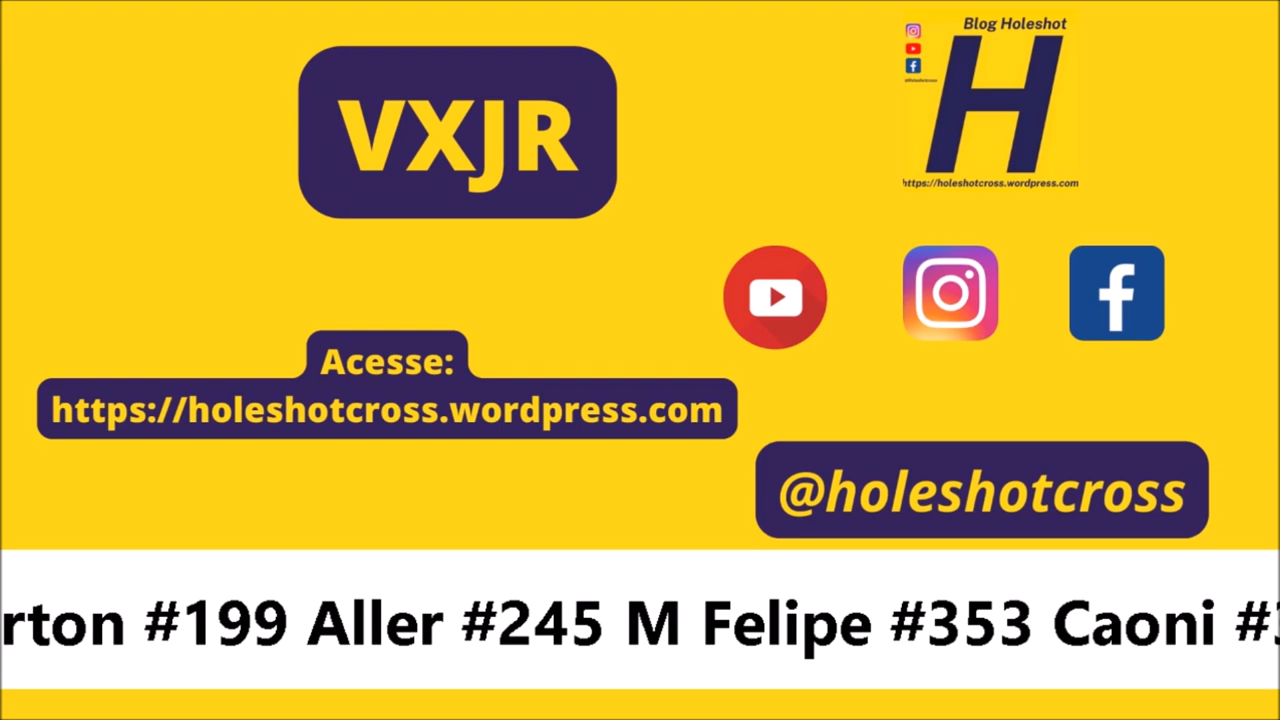 VXJR
Blog Holeshot
H
https://holeshotcross.wordpress.com
Acesse:
https://holeshotcross.wordpress.com
@holeshotcross
rton #199 Aller #245 M Felipe #353 Caoni #